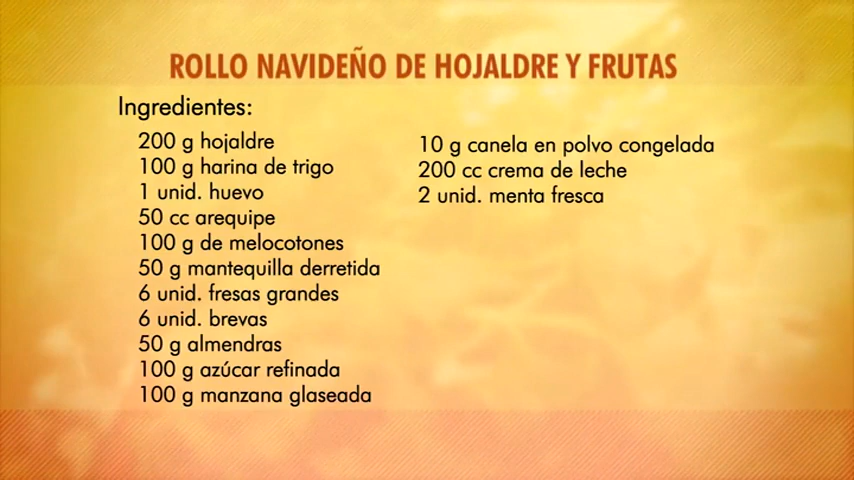 ROLLO NAVIDEÑO DE HOJALDRE Y FRUTAS
Ingredientes:
200 g hojaldre
100 g harina de trigo
1 unid. huevo
50 cc arequipe
100 g de melocotones
50 g mantequilla derretida
6 unid. fresas grandes
6 unid. brevas
50 g almendras
100 g azúcar refinada
100 g manzana glaseada
10 g canela en polvo congelada
200 cc crema de leche
2 unid. menta fresca